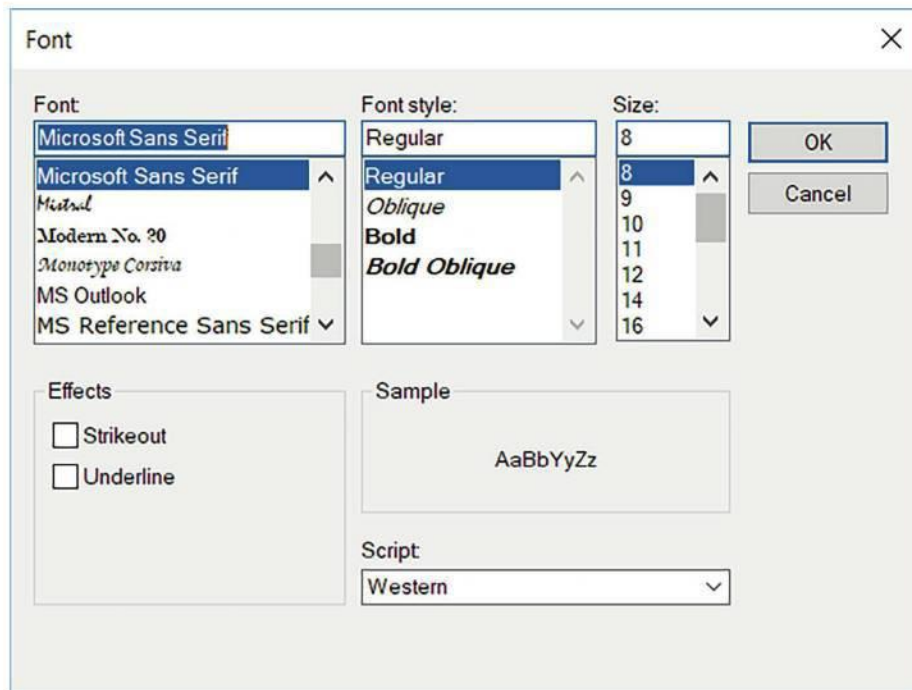 Font
Font:
Microsoft Sans Serif
Microsoft Sans Serif
Mistral
Modern No. 20
Monotype Corsiva
MS Outlook
MS Reference Sans Serif
Font style:
Regular
Regular
Oblique
Bold
Bold Oblique
Size:
8
8
9
10
11
12
14
16
OK
Cancel
Effects
Strikeout
Underline
Sample
AaBbYyZz
Script:
Western